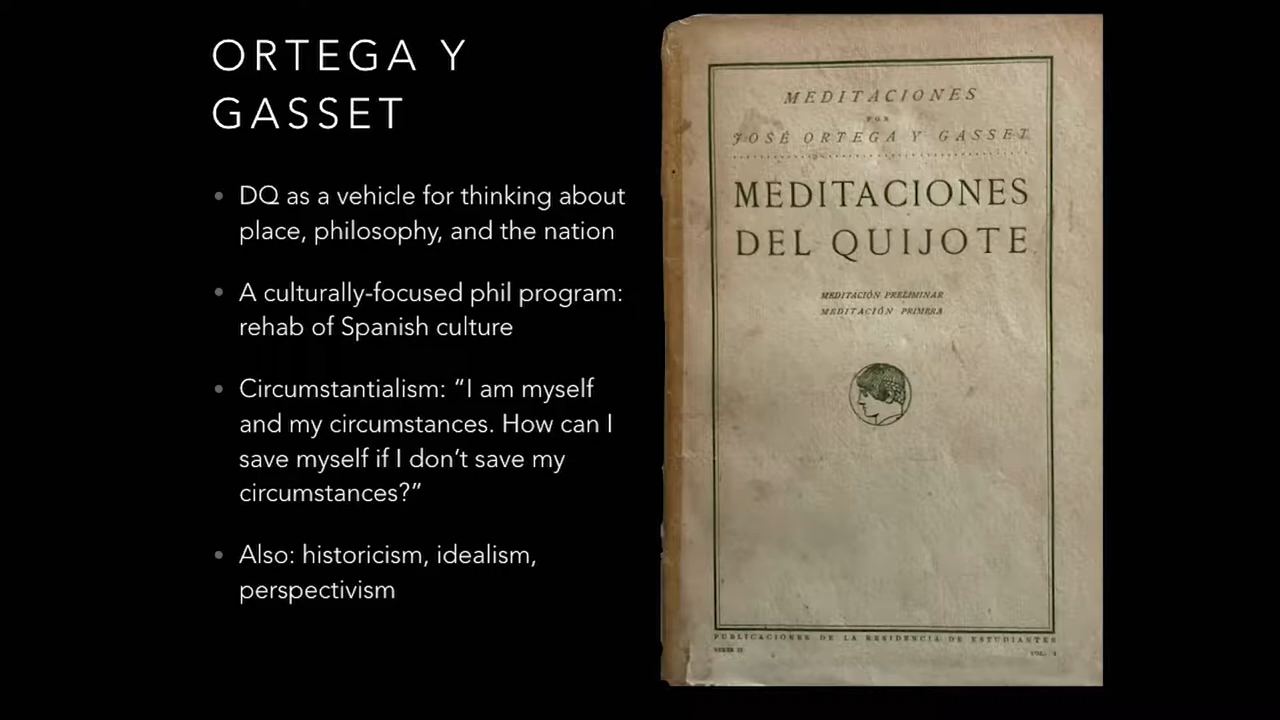 ORTEGA Y
GASSET
• DQ as a vehicle for thinking about
place, philosophy, and the nation
• A culturally-focused phil program:
rehab of Spanish culture
• Circumstantialism: “I am myself
and my circumstances. How can I
save myself if I don’t save my
circumstances?”
• Also: historicism, idealism,
perspectivism
MEDITACIONES
POR
JOSÉ ORTEGA Y GASSET
MEDITACIONES
DEL QUIJOTE
MEDITACIÓN PRELIMINAR
MEDITACIÓN PRIMERA
PUBLICACIONES DE LA RESIDENCIA DE ESTUDIANTES
SERIE II
VOL. I